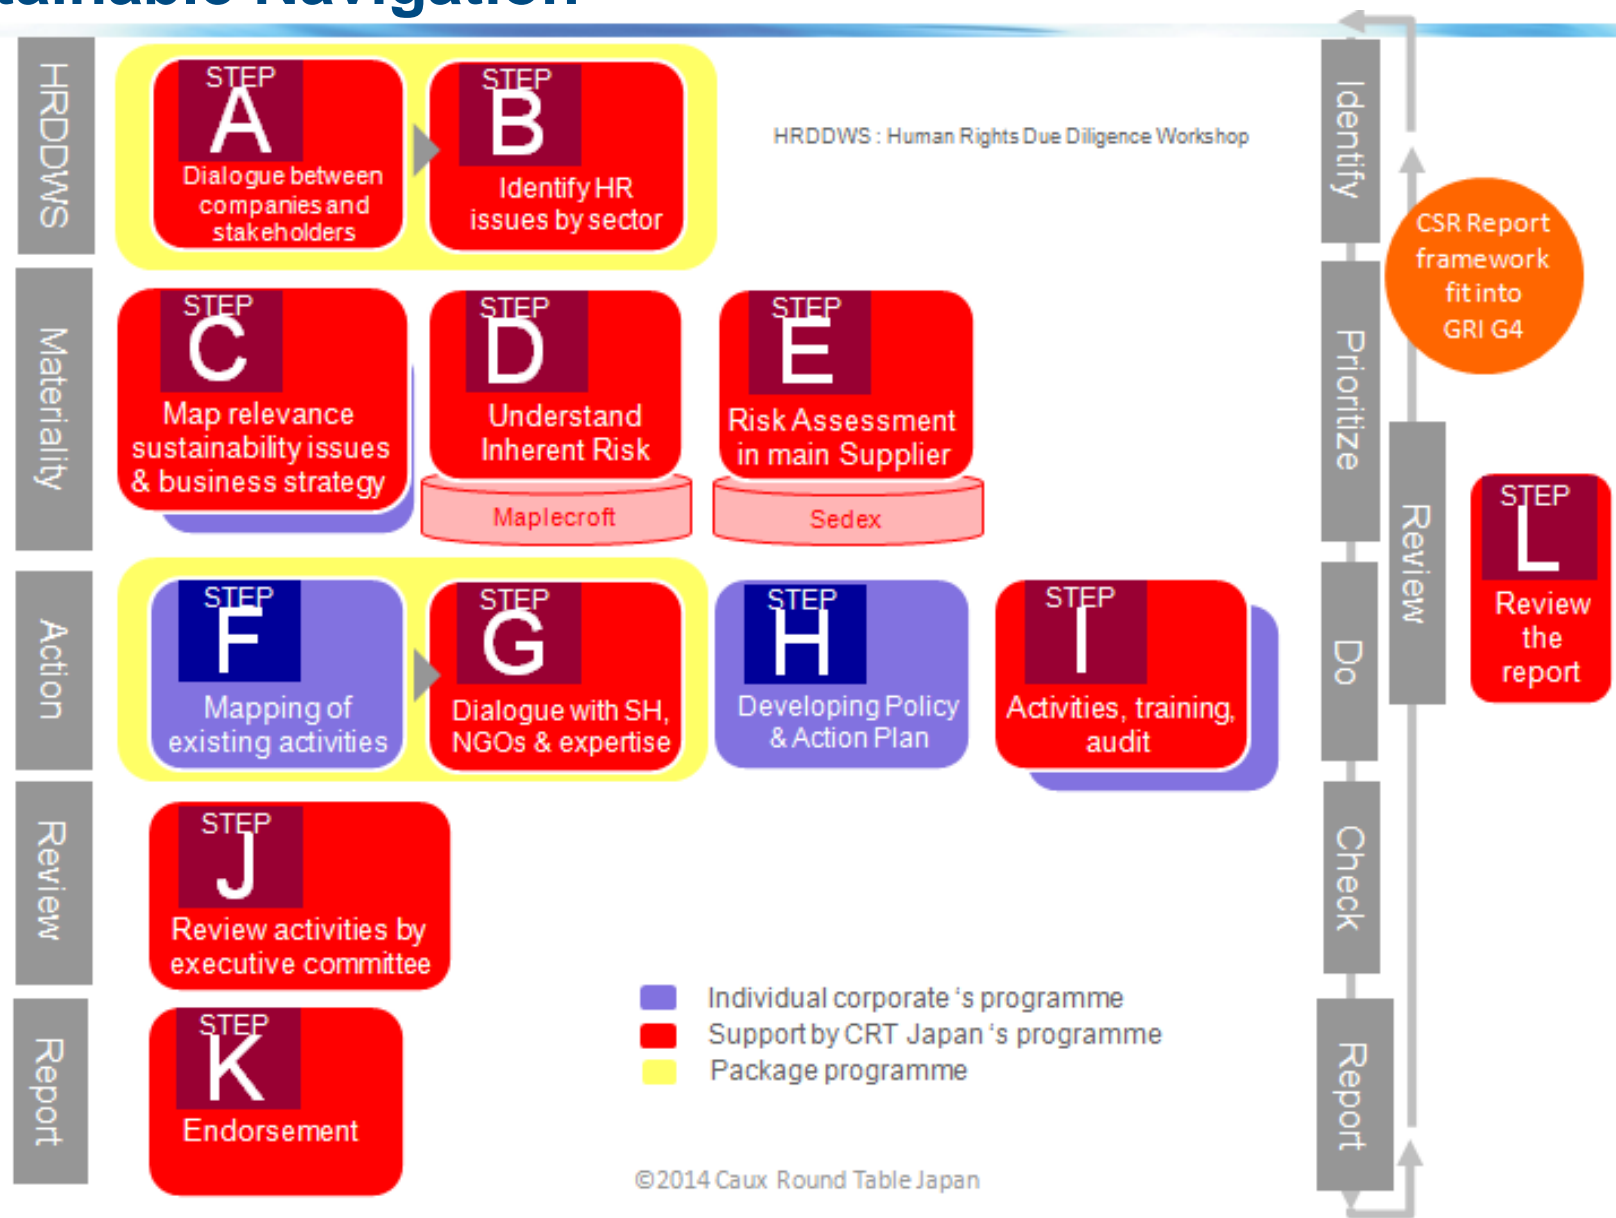 HRDDWS
STEP
A
Dialogue between
companies and
stakeholders
STEP
B
Identify HR
issues by sector
HRDDWS : Human Rights Due Diligence Workshop
Materiality
STEP
C
Map relevance
sustainability issues
& business strategy
STEP
D
Understand
Inherent Risk
Maplecroft
STEP
E
Risk Assessment
in main Supplier
Sedex
Action
STEP
F
Mapping of
existing activities
STEP
G
Dialogue with SH,
NGOs & expertise
STEP
H
Developing Policy
& Action Plan
STEP
I
Activities, training,
audit
Review
STEP
J
Review activities by
executive committee
Report
STEP
K
Endorsement
Individual corporate ‘s programme
Support by CRT Japan ‘s programme
Package programme
©2014 Caux Round Table Japan
Identify
Prioritize
Do
Check
Report
Review
CSR Report
framework
fit into
GRI G4
STEP
L
Review
the
report